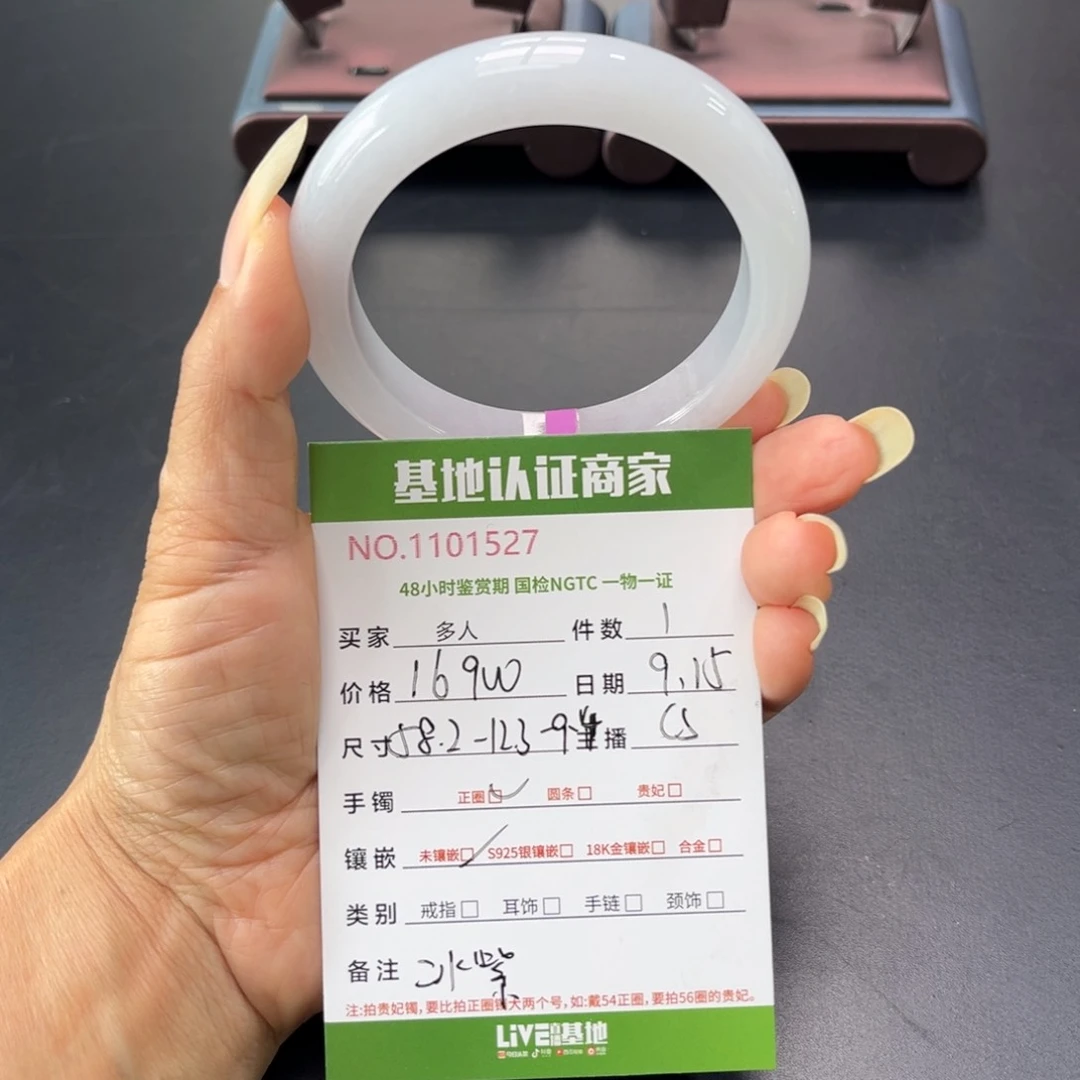 基地认证商家
NO.1101527
48小时鉴赏期 国检NGTC 一物一证
买家 多人 件数 1
价格 16900 日期 9.15
尺寸 58.2-12.3-9.4 主播 CS
手镯 正圈☑ 圆条□ 贵妃□
镶嵌 未镶嵌☑ S925银镶嵌□ 18K金镶嵌□ 合金□
类别 戒指□ 耳饰□ 手链□ 颈饰□
备注 冰紫
注:拍贵妃镯,要比拍正圈镯大两个号,如:戴54正圈,要拍56圈的贵妃。
LiVE直播基地